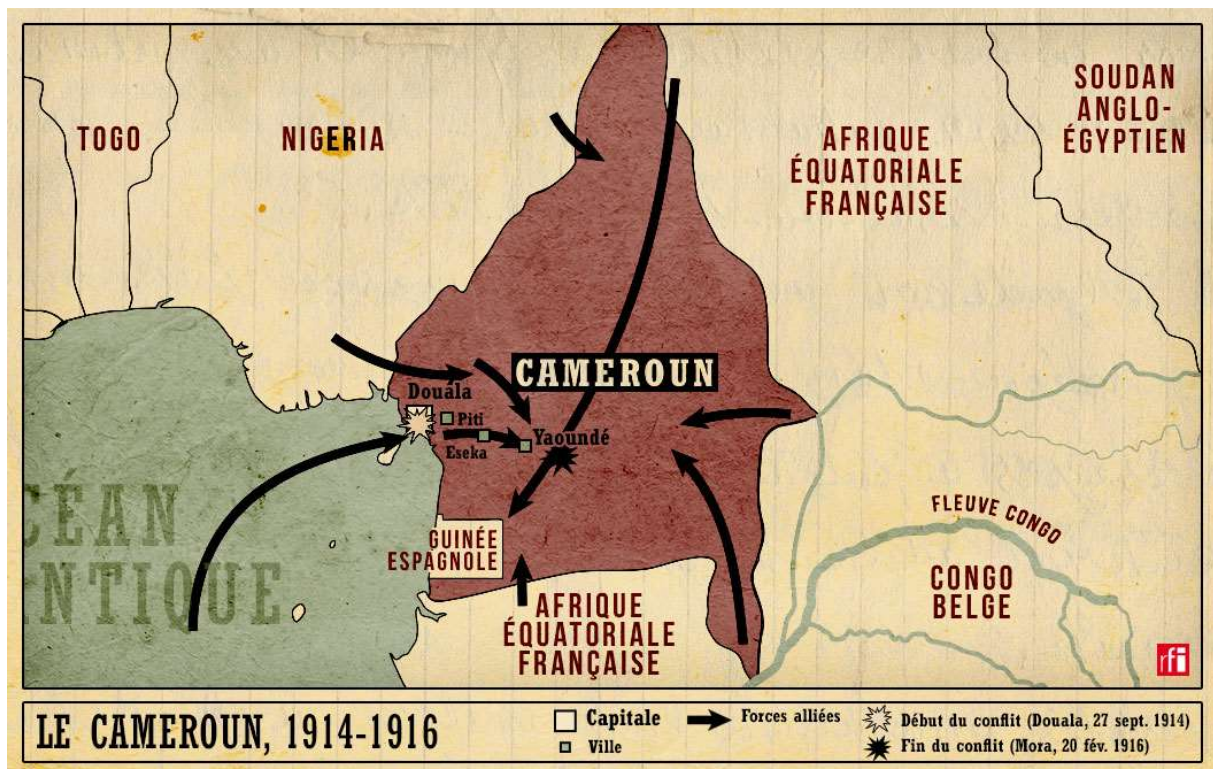 TOGO
NIGERIA
AFRIQUE
ÉQUATORIALE
FRANÇAISE
SOUDAN
ANGLO-
ÉGYPTIEN
CAMEROUN
Douala
Piti
Eseka
Yaoundé
CÉAN
NTIQUE
GUINÉE
ESPAGNOLE
AFRIQUE
ÉQUATORIALE
FRANÇAISE
FLEUVE CONGO
CONGO
BELGE
rfi
LE CAMEROUN, 1914-1916
Capitale
Ville
Forces alliées
Début du conflit (Douala, 27 sept. 1914)
Fin du conflit (Mora, 20 fév. 1916)